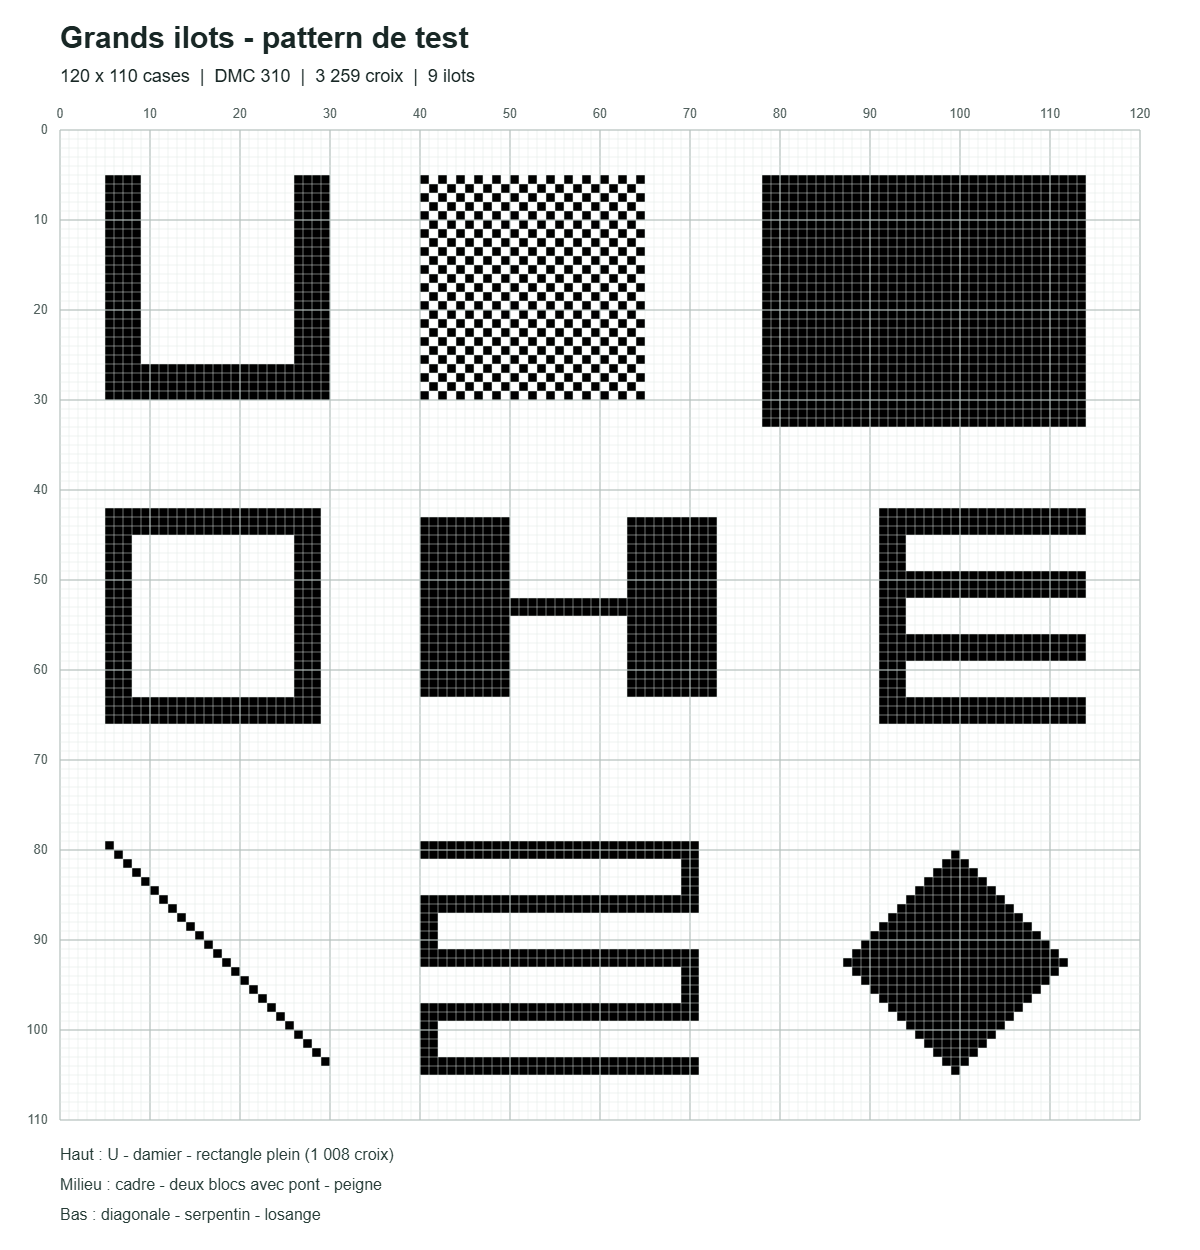 Grands ilots - pattern de test
120 x 110 cases | DMC 310 | 3 259 croix | 9 ilots
0 10 20 30 40 50 60 70 80 90 100 110 120
0
10
20
30
40
50
60
70
80
90
100
110
Haut : U - damier - rectangle plein (1 008 croix)
Milieu : cadre - deux blocs avec pont - peigne
Bas : diagonale - serpentin - losange